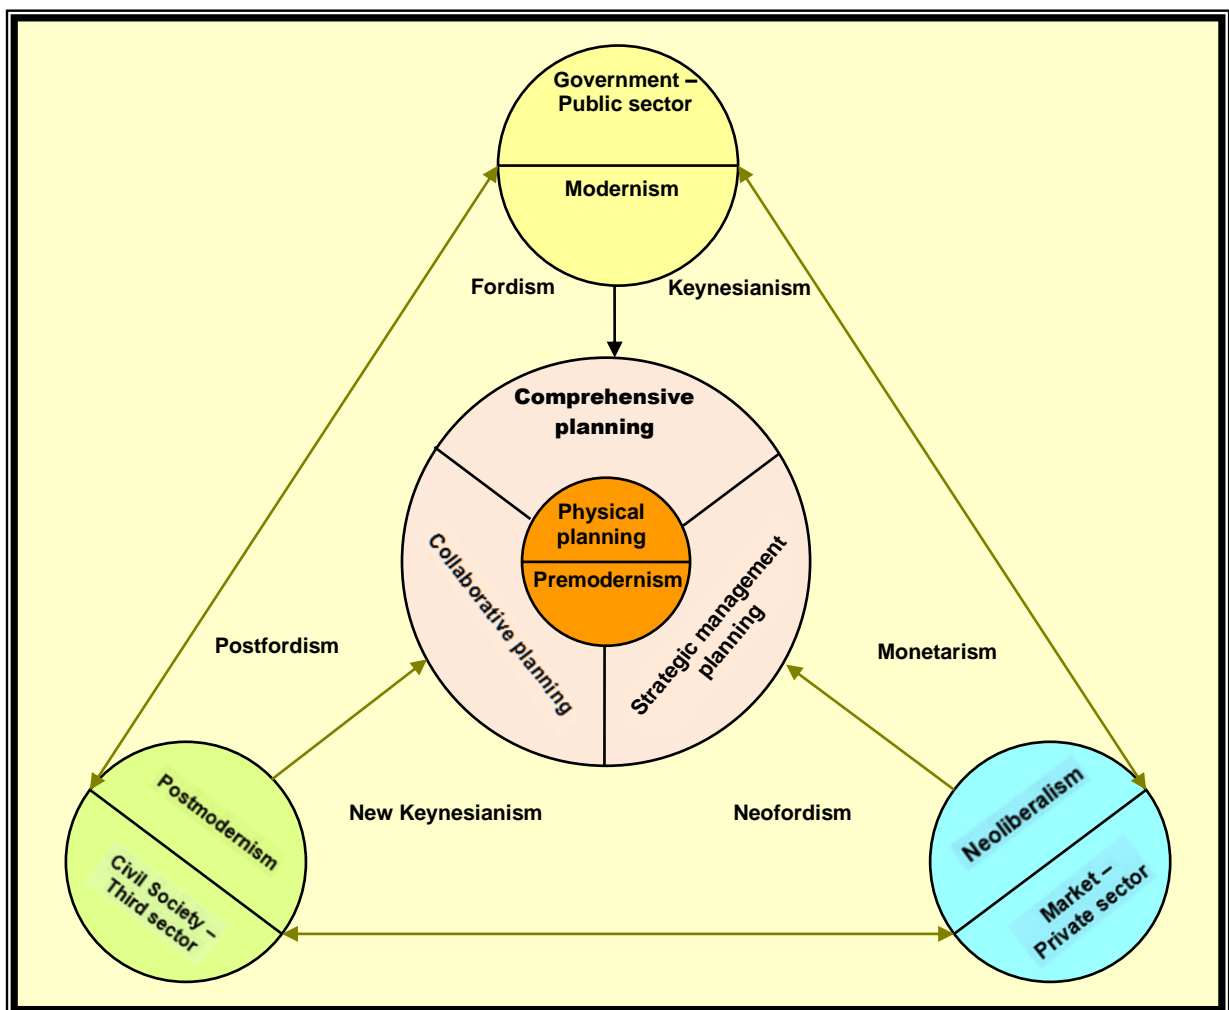 Government –
Public sector
Modernism
Fordism
Keynesianism
Comprehensive
planning
Physical
planning
Premodernism
Collaborative planning
Strategic management
planning
Postfordism
Monetarism
New Keynesianism
Neofordism
Postmodernism
Civil Society –
Third sector
Neoliberalism
Market –
Private sector